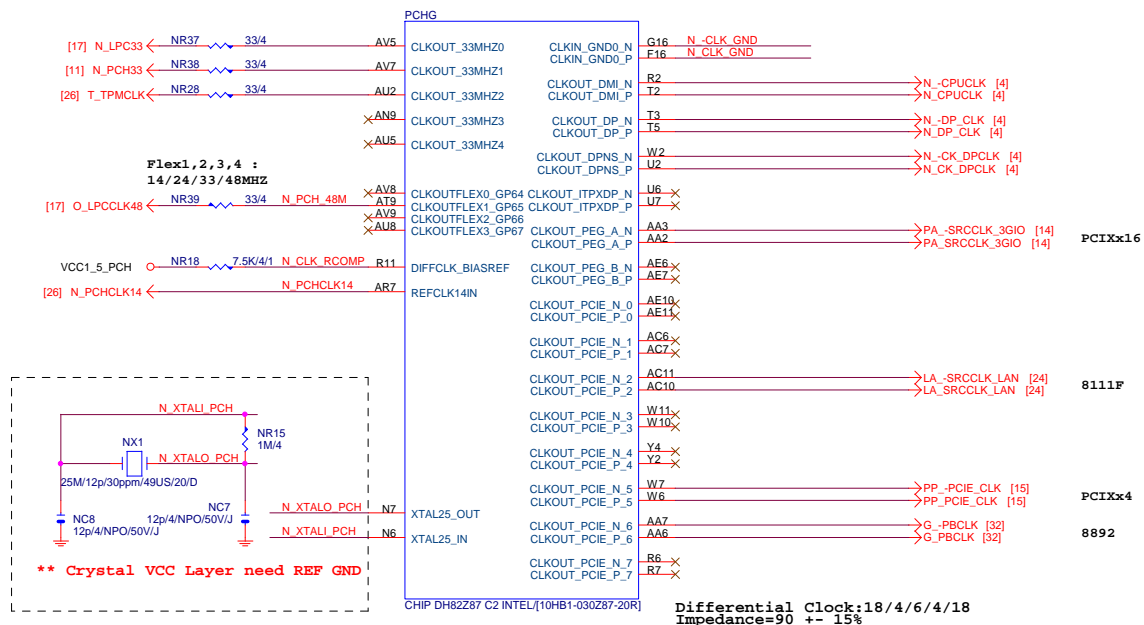 PCHG
[17] N_LPC33 NR37 33/4 AV5 CLKOUT_33MHZ0
[11] N_PCH33 NR38 33/4 AV7 CLKOUT_33MHZ1
[26] T_TPMCLK NR28 33/4 AU2 CLKOUT_33MHZ2
AN9 CLKOUT_33MHZ3
AU5 CLKOUT_33MHZ4
Flex1,2,3,4 :
14/24/33/48MHZ
AV8 CLKOUTFLEX0_GP64
[17] O_LPCCLK48 NR39 33/4 N_PCH_48M AT9 CLKOUTFLEX1_GP65
AV9 CLKOUTFLEX2_GP66
AU8 CLKOUTFLEX3_GP67
VCC1_5_PCH NR18 7.5K/4/1 N_CLK_RCOMP R11 DIFFCLK_BIASREF
[26] N_PCHCLK14 N_PCHCLK14 AR7 REFCLK14IN
N_XTALI_PCH
NR15
1M/4
NX1
N_XTALO_PCH
25M/12p/30ppm/49US/20/D
NC8
12p/4/NPO/50V/J
NC7
12p/4/NPO/50V/J
** Crystal VCC Layer need REF GND
N_XTALO_PCH N7 XTAL25_OUT
N_XTALI_PCH N6 XTAL25_IN
CLKIN_GND0_N G16 N_-CLK_GND
CLKIN_GND0_P F16 N_CLK_GND
CLKOUT_DMI_N R2 N_-CPUCLK [4]
CLKOUT_DMI_P T2 N_CPUCLK [4]
CLKOUT_DP_N T3 N_-DP_CLK [4]
CLKOUT_DP_P T5 N_DP_CLK [4]
CLKOUT_DPNS_N W2 N_-CK_DPCLK [4]
CLKOUT_DPNS_P U2 N_CK_DPCLK [4]
CLKOUT_ITPXDP_N U6
CLKOUT_ITPXDP_P U7
CLKOUT_PEG_A_N AA3 PA_-SRCCLK_3GIO [14]
CLKOUT_PEG_A_P AA2 PA_SRCCLK_3GIO [14]
PCIXx16
CLKOUT_PEG_B_N AE6
CLKOUT_PEG_B_P AE7
CLKOUT_PCIE_N_0 AE10
CLKOUT_PCIE_P_0 AE11
CLKOUT_PCIE_N_1 AC6
CLKOUT_PCIE_P_1 AC7
CLKOUT_PCIE_N_2 AC11 LA_-SRCCLK_LAN [24]
CLKOUT_PCIE_P_2 AC10 LA_SRCCLK_LAN [24]
8111F
CLKOUT_PCIE_N_3 W11
CLKOUT_PCIE_P_3 W10
CLKOUT_PCIE_N_4 Y4
CLKOUT_PCIE_P_4 Y2
CLKOUT_PCIE_N_5 W7 PP_-PCIE_CLK [15]
CLKOUT_PCIE_P_5 W6 PP_PCIE_CLK [15]
PCIXx4
CLKOUT_PCIE_N_6 AA7 G_-PBCLK [32]
CLKOUT_PCIE_P_6 AA6 G_PBCLK [32]
8892
CLKOUT_PCIE_N_7 R6
CLKOUT_PCIE_P_7 R7
CHIP DH82Z87 C2 INTEL/[10HB1-030Z87-20R]
Differential Clock:18/4/6/4/18
Impedance=90 +- 15%